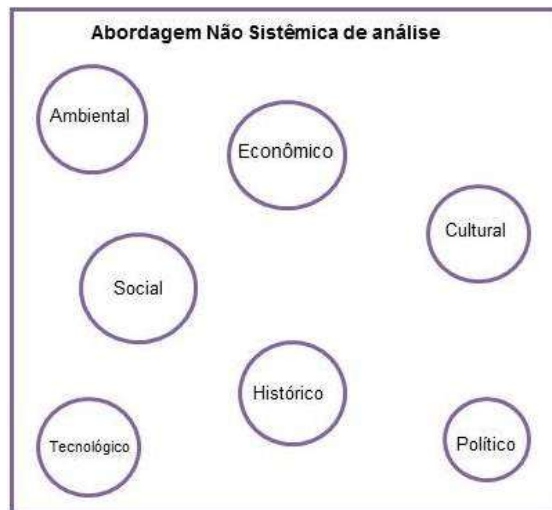 Abordagem Não Sistêmica de análise
Ambiental
Econômico
Cultural
Social
Histórico
Tecnológico
Político